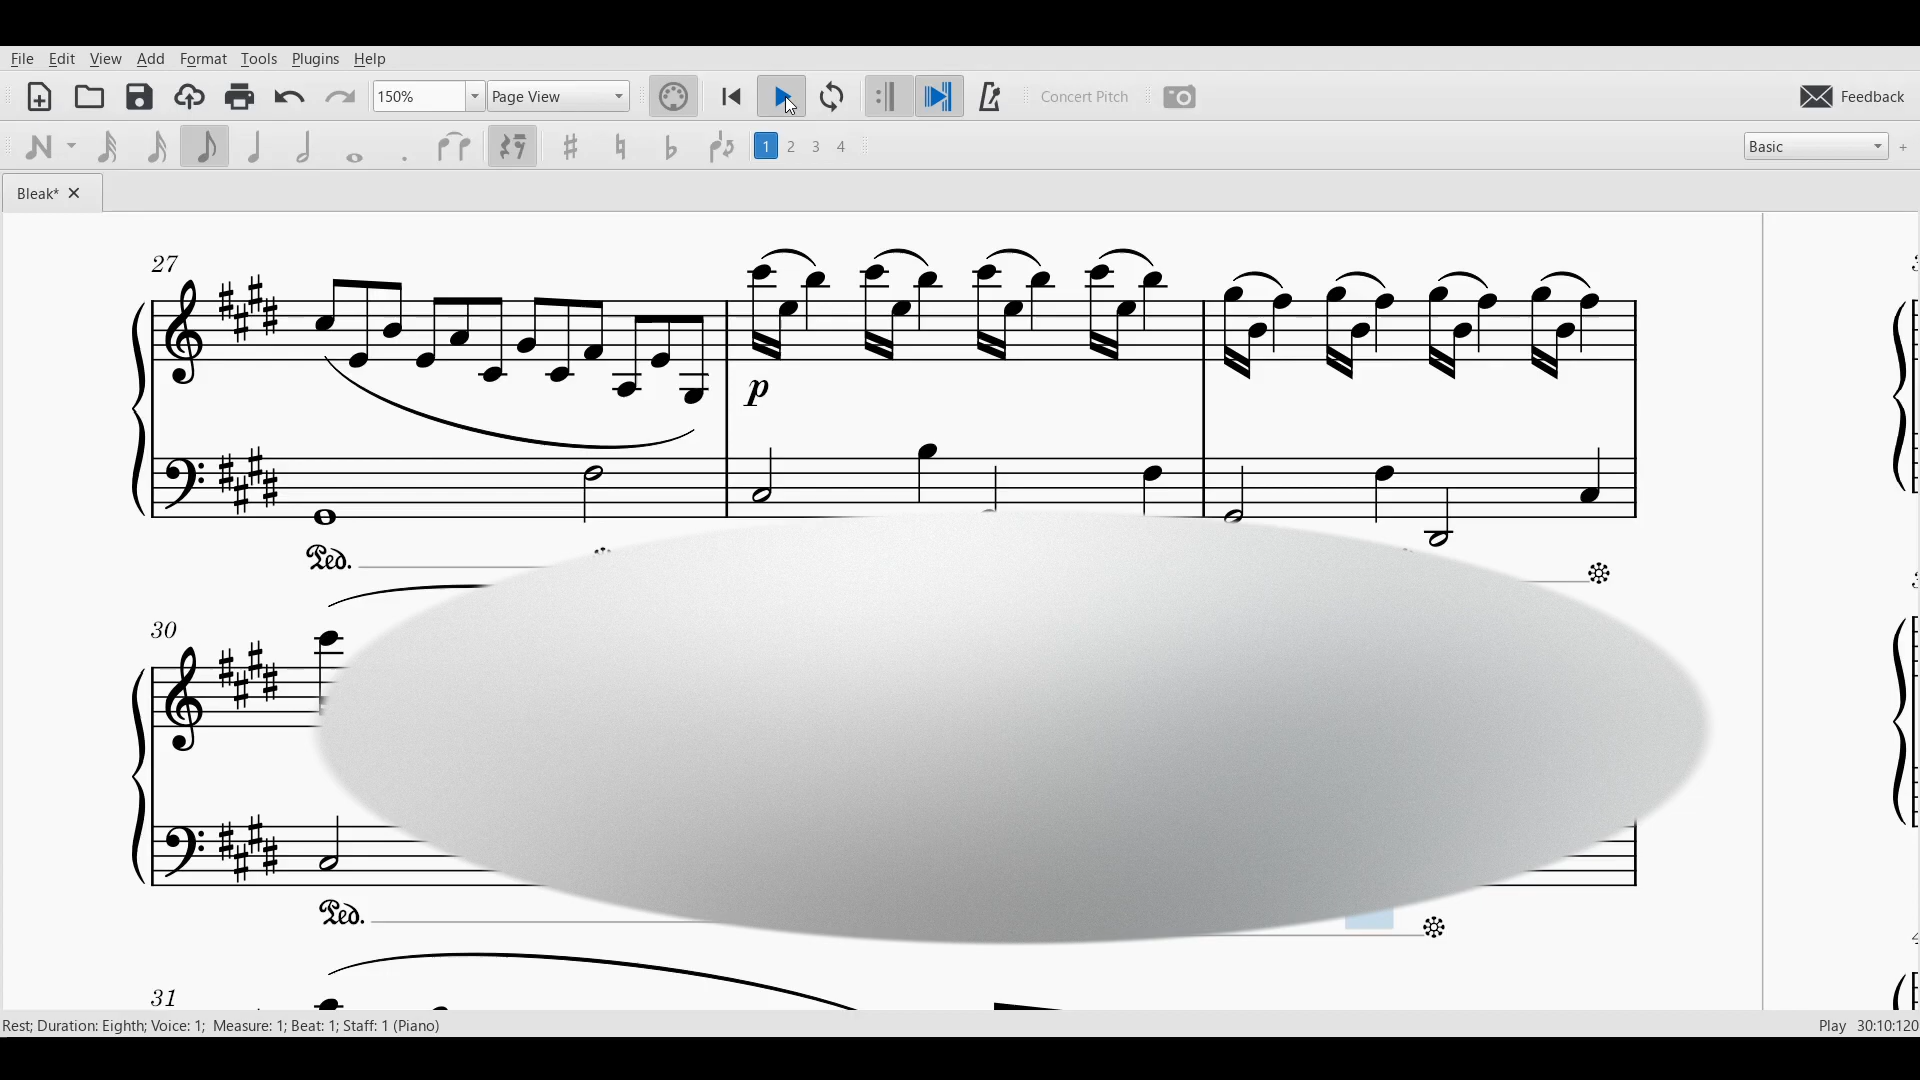 File Edit View Add Format Tools Plugins Help
150% Page View Concert Pitch Feedback
1 2 3 4 Basic +
Bleak*
27
p
Ped.
30
Ped.
31
Rest; Duration: Eighth; Voice: 1; Measure: 1; Beat: 1; Staff: 1 (Piano) Play 30:10:120